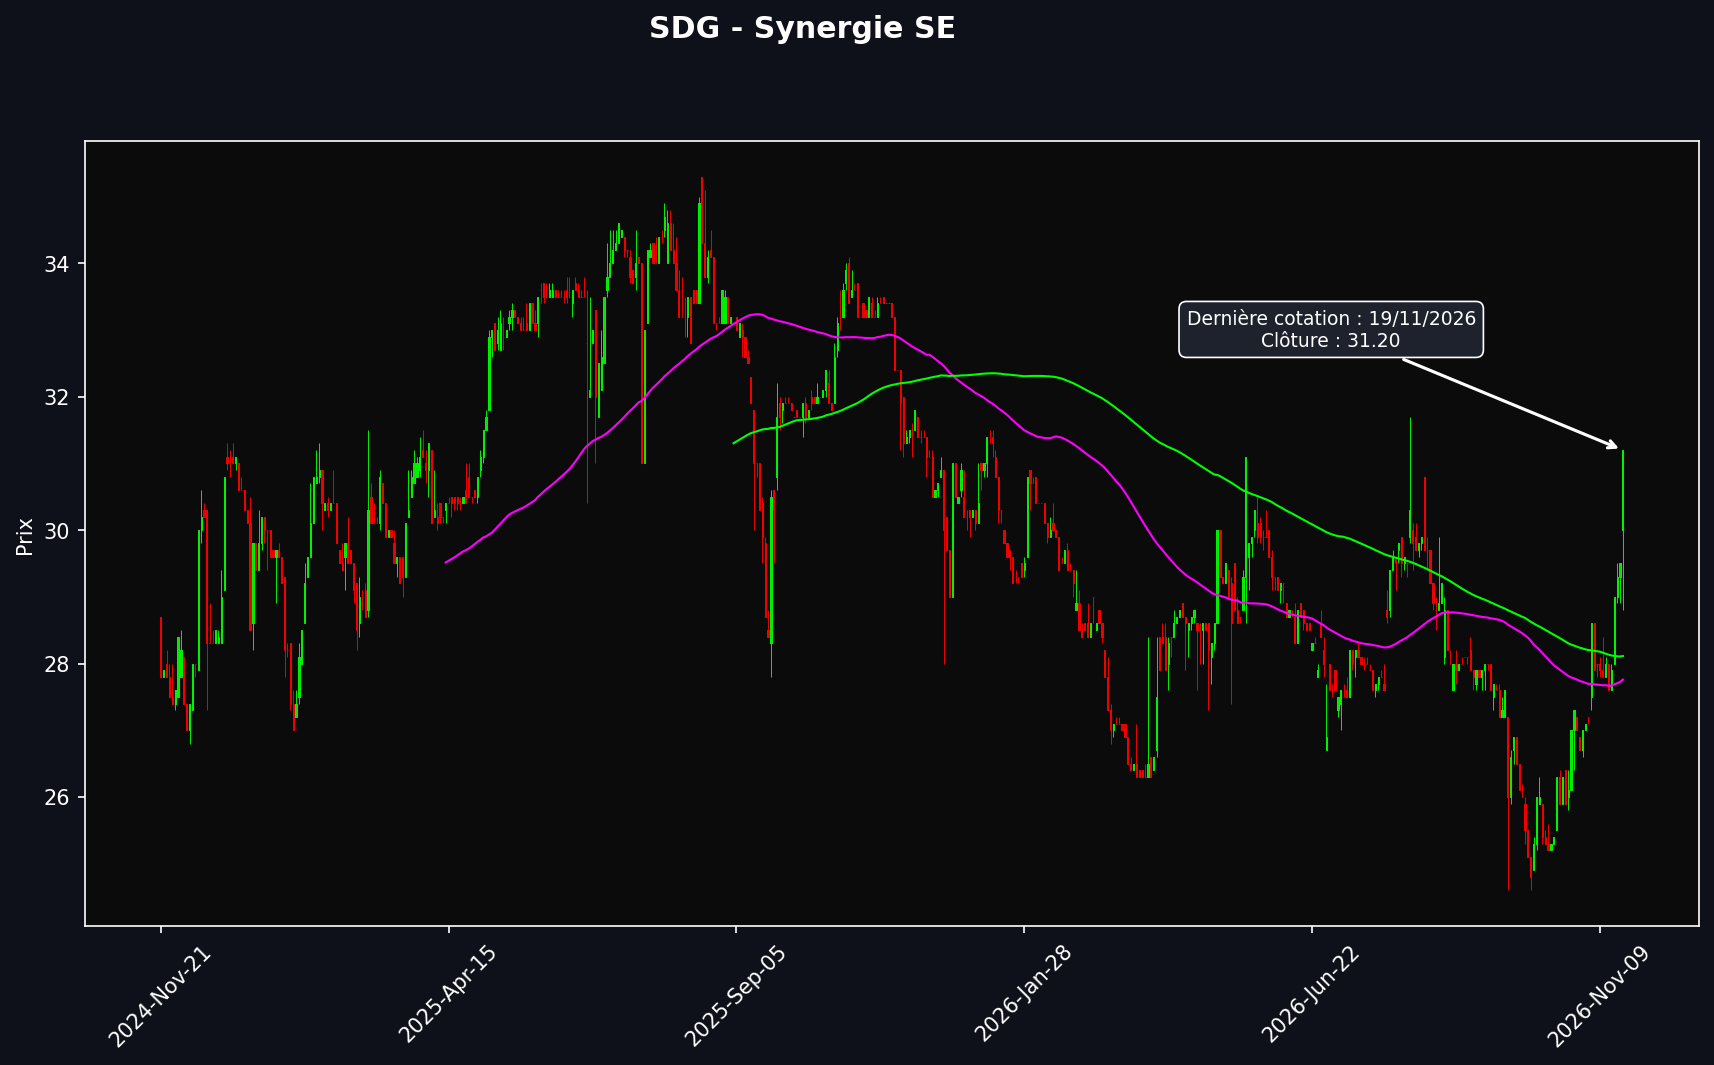 SDG - Synergie SE
Dernière cotation : 19/11/2026
Clôture : 31.20
Prix
34
32
30
28
26
2024-Nov-21
2025-Apr-15
2025-Sep-05
2026-Jan-28
2026-Jun-22
2026-Nov-09